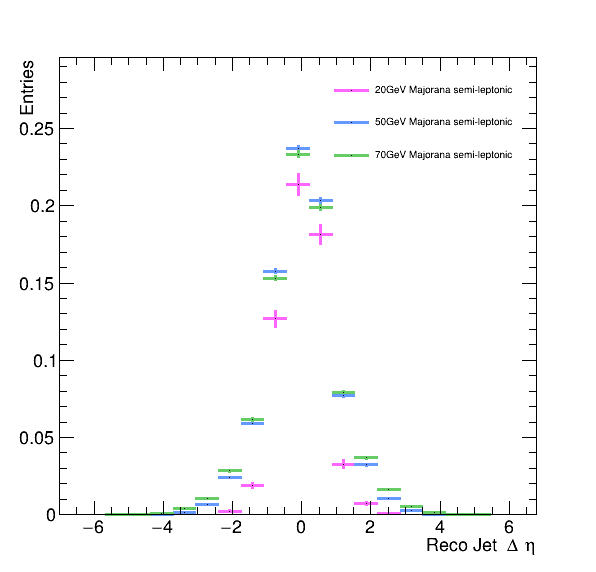 Entries
20GeV Majorana semi-leptonic
50GeV Majorana semi-leptonic
70GeV Majorana semi-leptonic
0.25
0.2
0.15
0.1
0.05
0
−6 −4 −2 0 2 4 6
Reco Jet Δ η